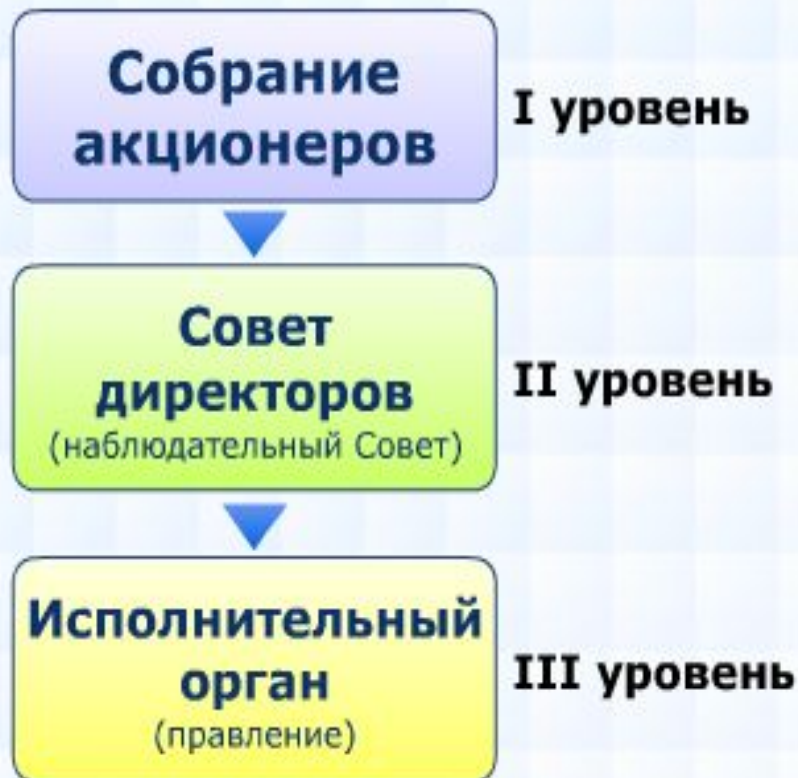 Собрание
акционеров
I уровень
Совет
директоров
(наблюдательный Совет)
II уровень
Исполнительный
орган
(правление)
III уровень